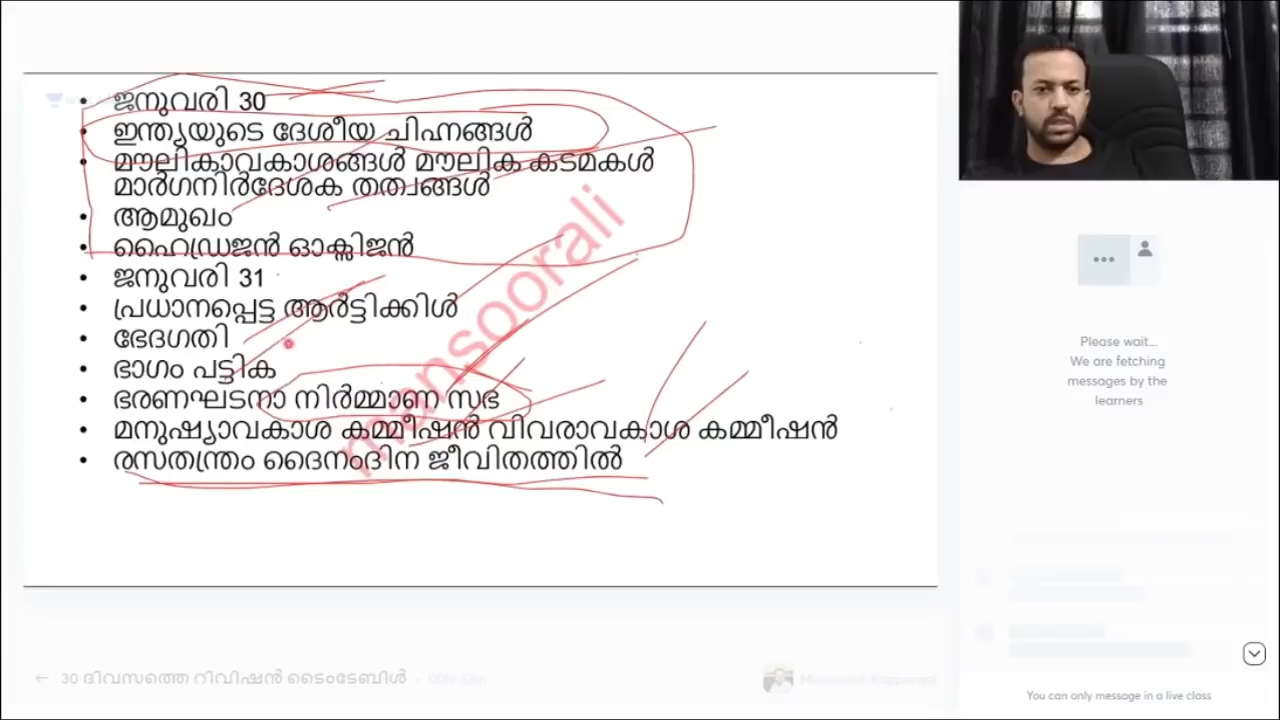 • ജനുവരി 30
• ഇന്ത്യയുടെ ദേശീയ ചിഹ്നങ്ങൾ
• മൗലികാവകാശങ്ങൾ മൗലിക കടമകൾ
മാർഗനിർദേശക തത്വങ്ങൾ
• ആമുഖം
• ഹൈഡ്രജൻ ഓക്സിജൻ
• ജനുവരി 31
• പ്രധാനപ്പെട്ട ആർട്ടിക്കിൾ
• ഭേദഗതി
• ഭാഗം പട്ടിക
• ഭരണഘടനാ നിർമ്മാണ സഭ
• മനുഷ്യാവകാശ കമ്മീഷൻ വിവരാവകാശ കമ്മീഷൻ
• രസതന്ത്രം ദൈനംദിന ജീവിതത്തിൽ
mansoorali
Please wait...
We are fetching
messages by the
learners
← 30 ദിവസത്തെ റിവിഷൻ ടൈംടേബിൾ
You can only message in a live class